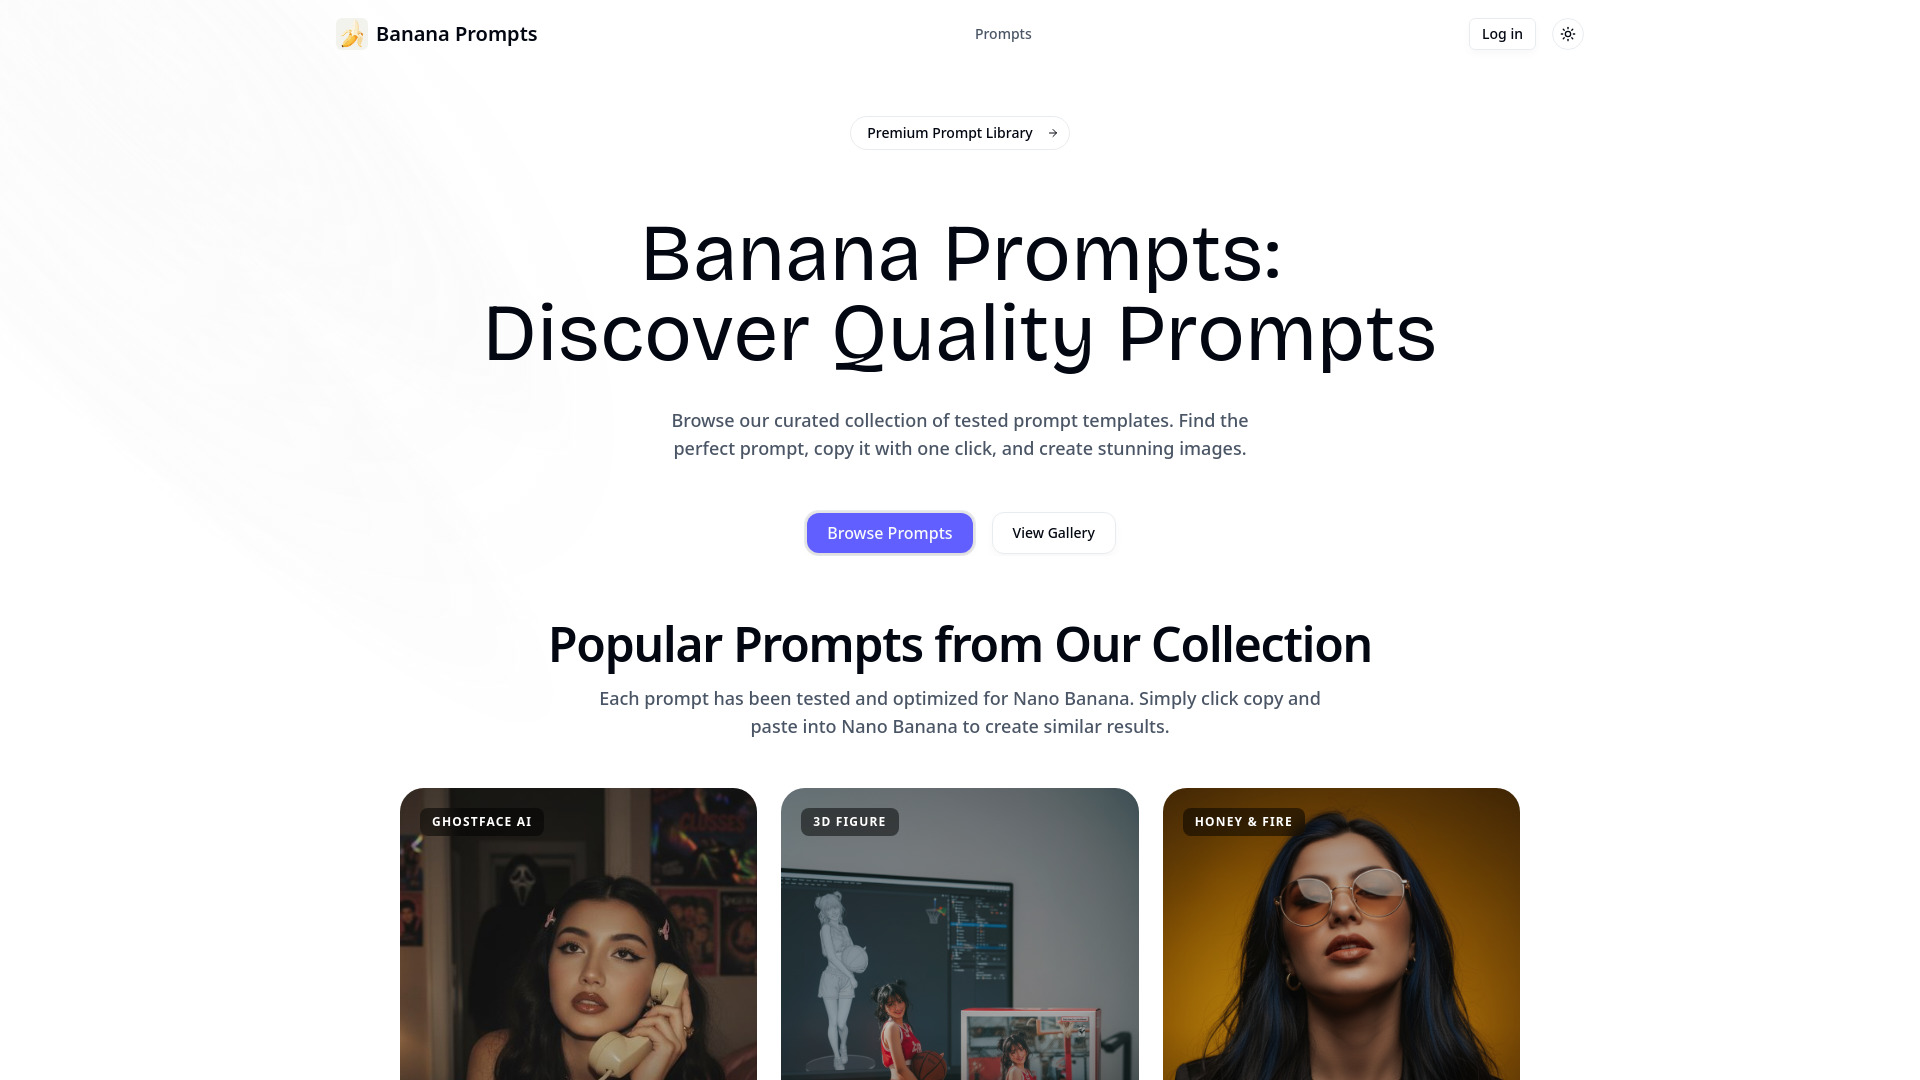 Banana Prompts
Prompts
Log in
Premium Prompt Library
Banana Prompts:
Discover Quality Prompts
Browse our curated collection of tested prompt templates. Find the
perfect prompt, copy it with one click, and create stunning images.
Browse Prompts
View Gallery
Popular Prompts from Our Collection
Each prompt has been tested and optimized for Nano Banana. Simply click copy and
paste into Nano Banana to create similar results.
GHOSTFACE AI
3D FIGURE
HONEY & FIRE